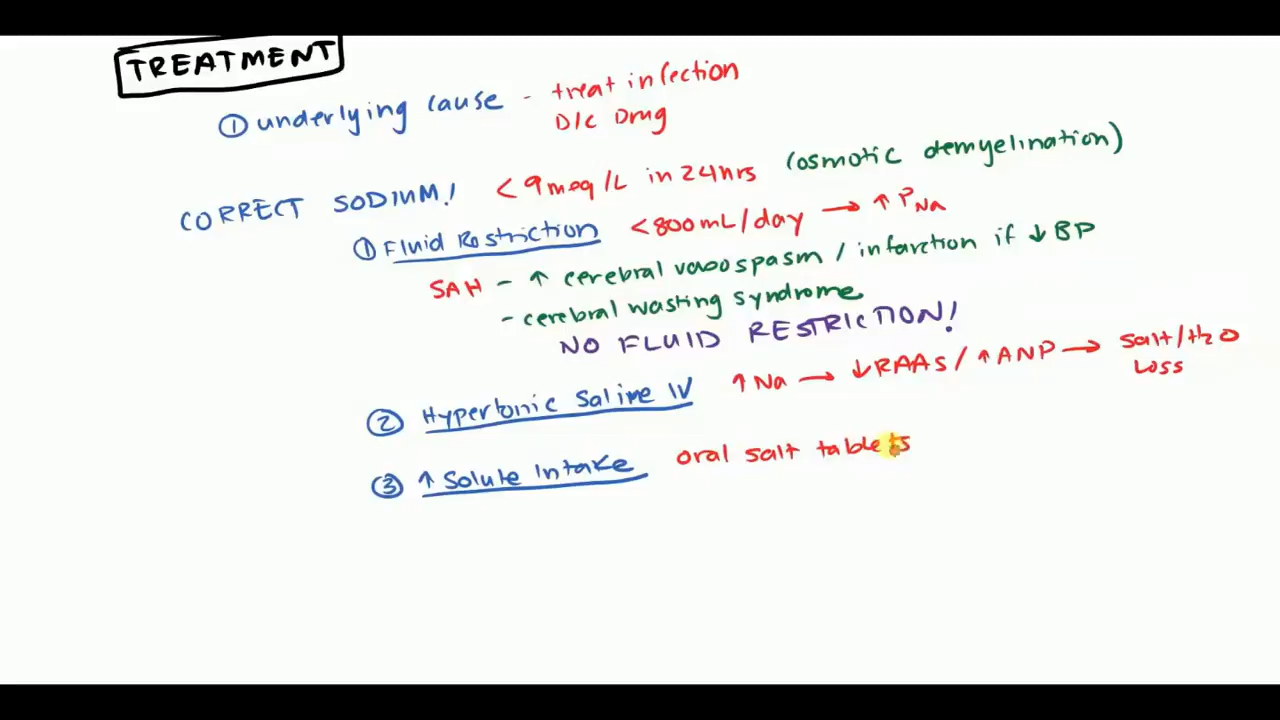 TREATMENT
① underlying cause - treat infection
D/c Drug
CORRECT SODIUM! <9meq/L in 24hrs (osmotic demyelination)
① Fluid Restriction <800mL/day → ↑ PNa
SAH - ↑ cerebral vasospasm / infarction if ↓ BP
- cerebral wasting syndrome
NO FLUID RESTRICTION!
② Hypertonic Saline IV ↑ Na → ↓ RAAS / ↑ ANP → salt/H2O
Loss
③ ↑ Solute Intake oral salt tablets